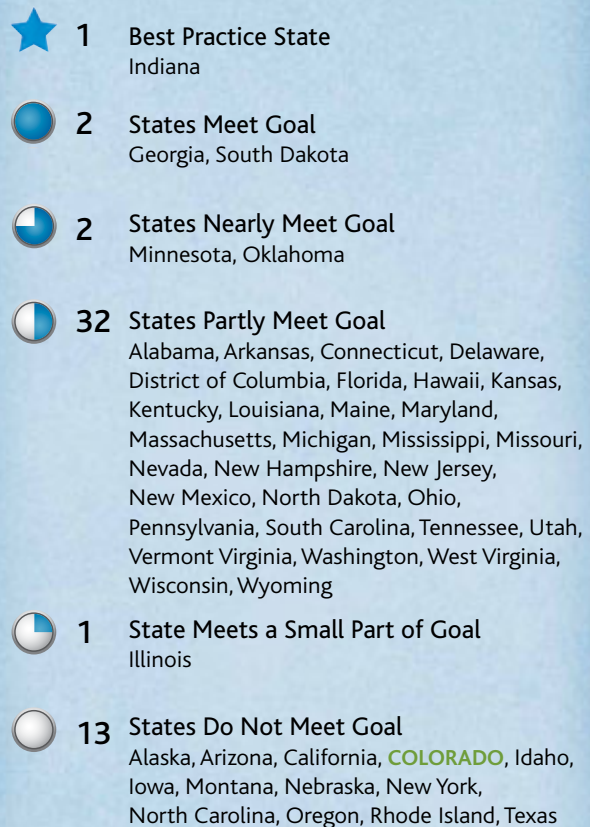 1 Best Practice State
Indiana
2 States Meet Goal
Georgia, South Dakota
2 States Nearly Meet Goal
Minnesota, Oklahoma
32 States Partly Meet Goal
Alabama, Arkansas, Connecticut, Delaware,
District of Columbia, Florida, Hawaii, Kansas,
Kentucky, Louisiana, Maine, Maryland,
Massachusetts, Michigan, Mississippi, Missouri,
Nevada, New Hampshire, New Jersey,
New Mexico, North Dakota, Ohio,
Pennsylvania, South Carolina, Tennessee, Utah,
Vermont Virginia, Washington, West Virginia,
Wisconsin, Wyoming
1 State Meets a Small Part of Goal
Illinois
13 States Do Not Meet Goal
Alaska, Arizona, California, COLORADO, Idaho,
Iowa, Montana, Nebraska, New York,
North Carolina, Oregon, Rhode Island, Texas